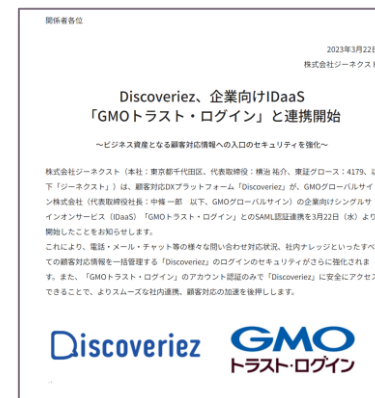 関係者各位
2023年3月22日
株式会社ジーネクスト
Discoveriez、企業向けIDaaS
「GMOトラスト・ログイン」と連携開始
～ビジネス資産となる顧客対応情報への入口のセキュリティを強化～
株式会社ジーネクスト（本社：東京都千代田区、代表取締役：横治 祐介、東証グロース：4179、以
下「ジーネクスト」）は、顧客対応DXプラットフォーム「Discoveriez」が、GMOグローバルサイ
ン株式会社（代表取締役社長：中條 一郎　以下、GMOグローバルサイン）の企業向けシングルサ
インオンサービス（IDaaS）「GMOトラスト・ログイン」とのSAML認証連携を3月22日（水）より
開始したことをお知らせします。
これにより、電話・メール・チャット等の様々な問い合わせ対応状況、社内ナレッジといったすべ
ての顧客対応情報を一括管理する「Discoveriez」のログインのセキュリティがさらに強化されま
す。また、「GMOトラスト・ログイン」のアカウント認証のみで「Discoveriez」に安全にアクセス
できることで、よりスムーズな社内連携、顧客対応の加速を後押しします。
Discoveriez
GMO
トラスト・ログイン